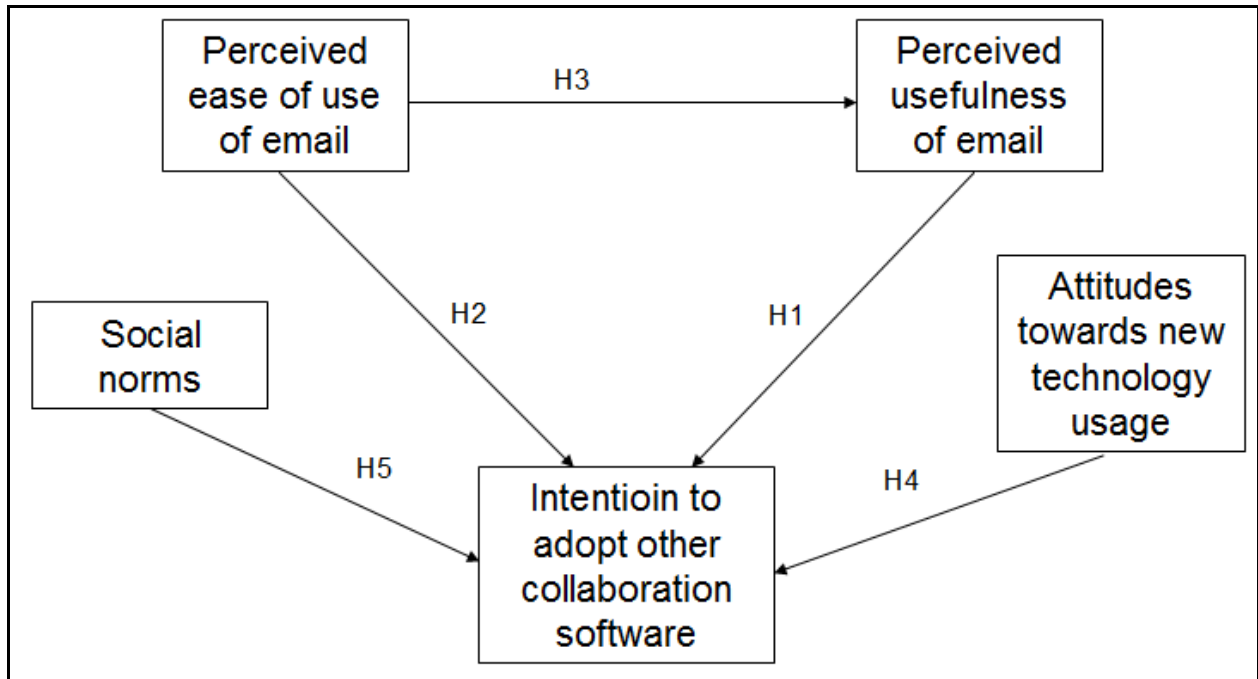 Perceived
ease of use
of email
H3
Perceived
usefulness
of email
H2
H1
Social
norms
Attitudes
towards new
technology
usage
H5
H4
Intentioin to
adopt other
collaboration
software